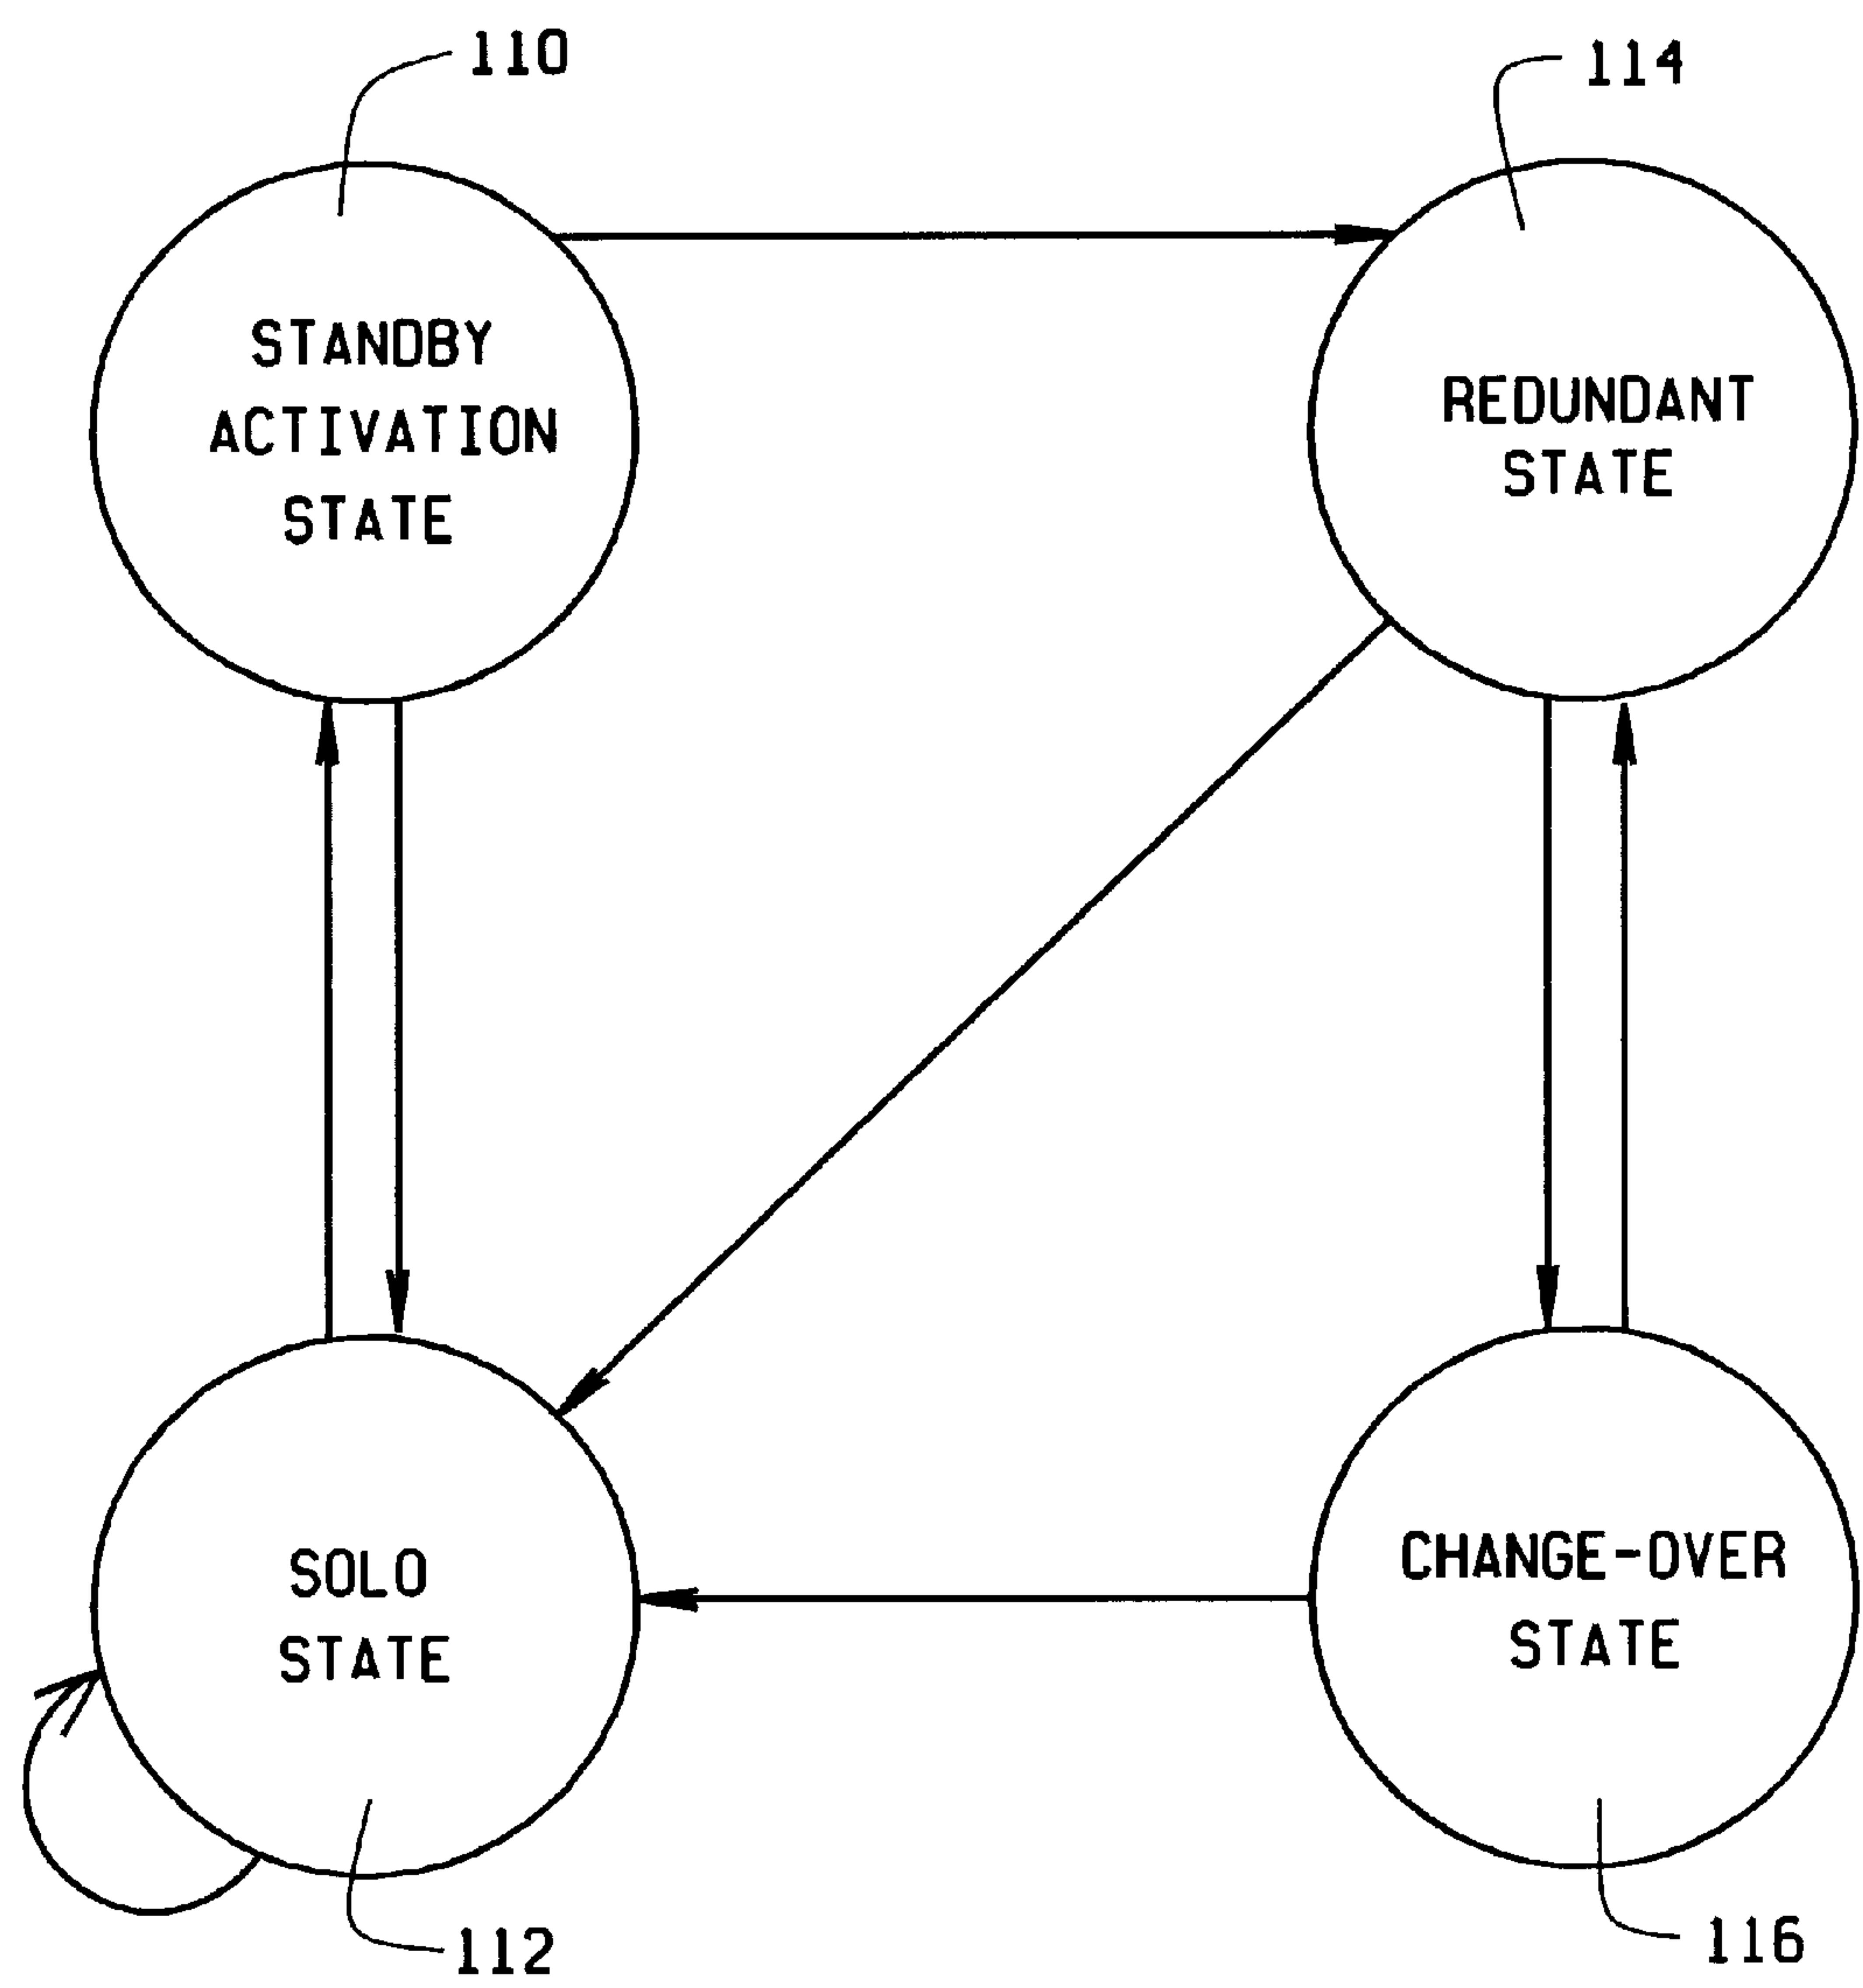 110
114
STANDBY
ACTIVATION
STATE
REDUNDANT
STATE
SOLO
STATE
CHANGE-OVER
STATE
112
116